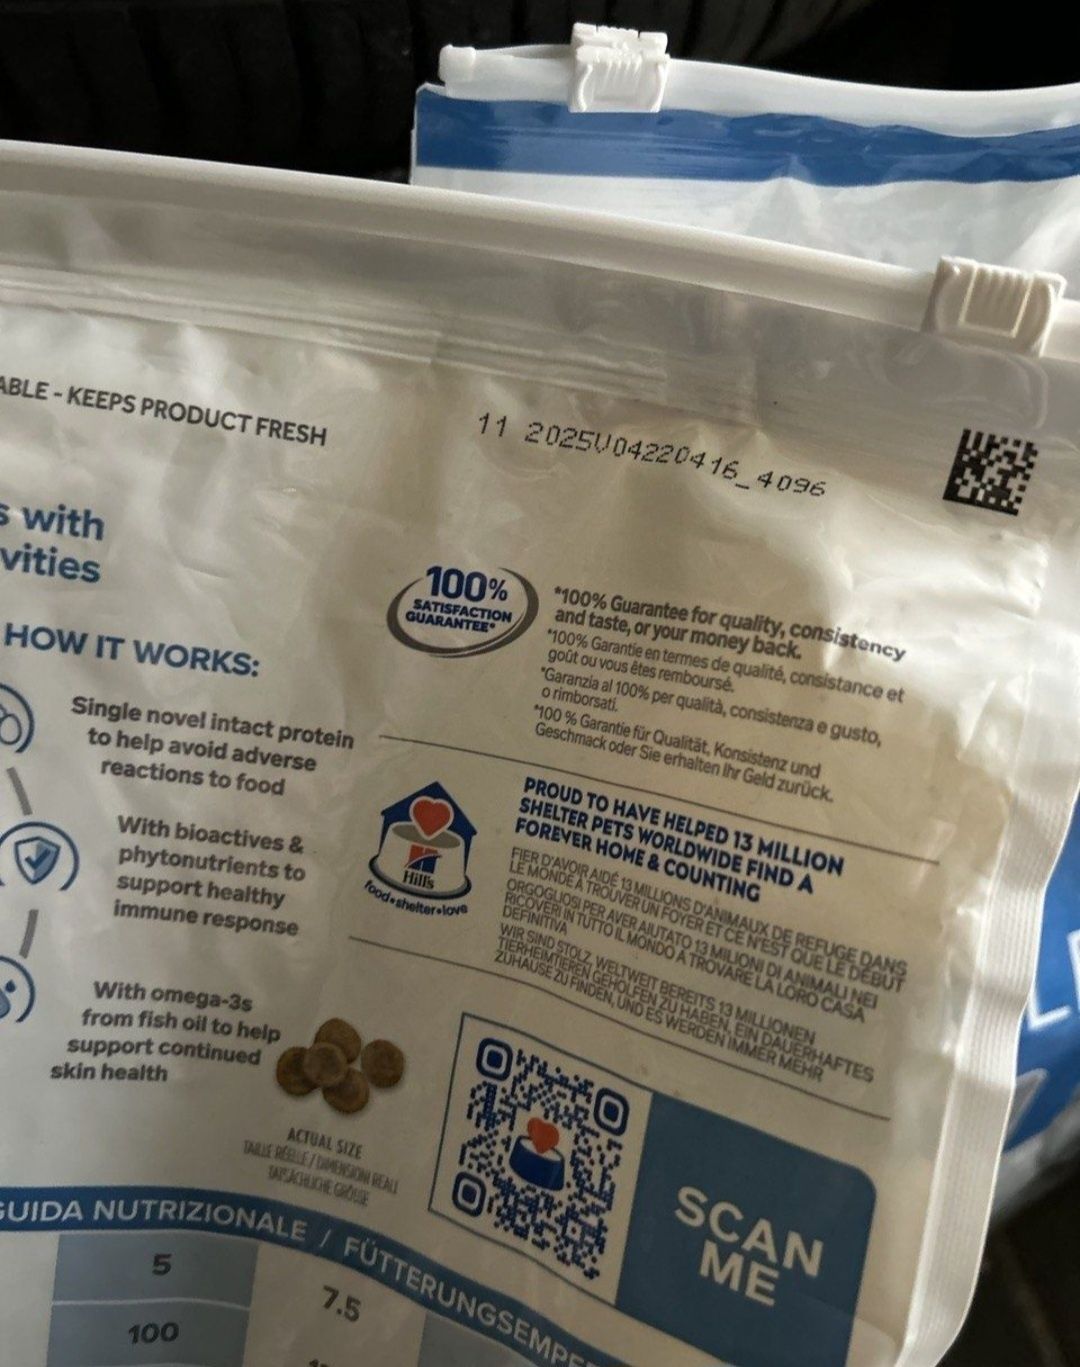 ABLE - KEEPS PRODUCT FRESH
11 2025U04220416_4096
s with
vities
100%
SATISFACTION
GUARANTEE*
*100% Guarantee for quality, consistency
and taste, or your money back.
*100% Garantie en termes de qualité, consistance et
goût ou vous êtes remboursé.
*Garanzia al 100% per qualità, consistenza e gusto,
o rimborsati.
*100 % Garantie für Qualität, Konsistenz und
Geschmack oder Sie erhalten Ihr Geld zurück.
HOW IT WORKS:
Single novel intact protein
to help avoid adverse
reactions to food
With bioactives &
phytonutrients to
support healthy
immune response
With omega-3s
from fish oil to help
support continued
skin health
Hill's
food•shelter•love
PROUD TO HAVE HELPED 13 MILLION
SHELTER PETS WORLDWIDE FIND A
FOREVER HOME & COUNTING
FIER D'AVOIR AIDÉ 13 MILLIONS D'ANIMAUX DE REFUGE DANS
LE MONDE À TROUVER UN FOYER ET CE N'EST QUE LE DÉBUT
ORGOGLIOSI PER AVER AIUTATO 13 MILIONI DI ANIMALI NEI
RICOVERI IN TUTTO IL MONDO A TROVARE LA LORO CASA
DEFINITIVA
WIR SIND STOLZ, WELTWEIT BEREITS 13 MILLIONEN
TIERHEIMTIEREN GEHOLFEN ZU HABEN, EIN DAUERHAFTES
ZUHAUSE ZU FINDEN, UND ES WERDEN IMMER MEHR
ACTUAL SIZE
TAILLE RÉELLE / DIMENSIONI REALI
TATSÄCHLICHE GRÖSSE
SCAN
ME
GUIDA NUTRIZIONALE / FÜTTERUNGSEMPF
5
7.5
100